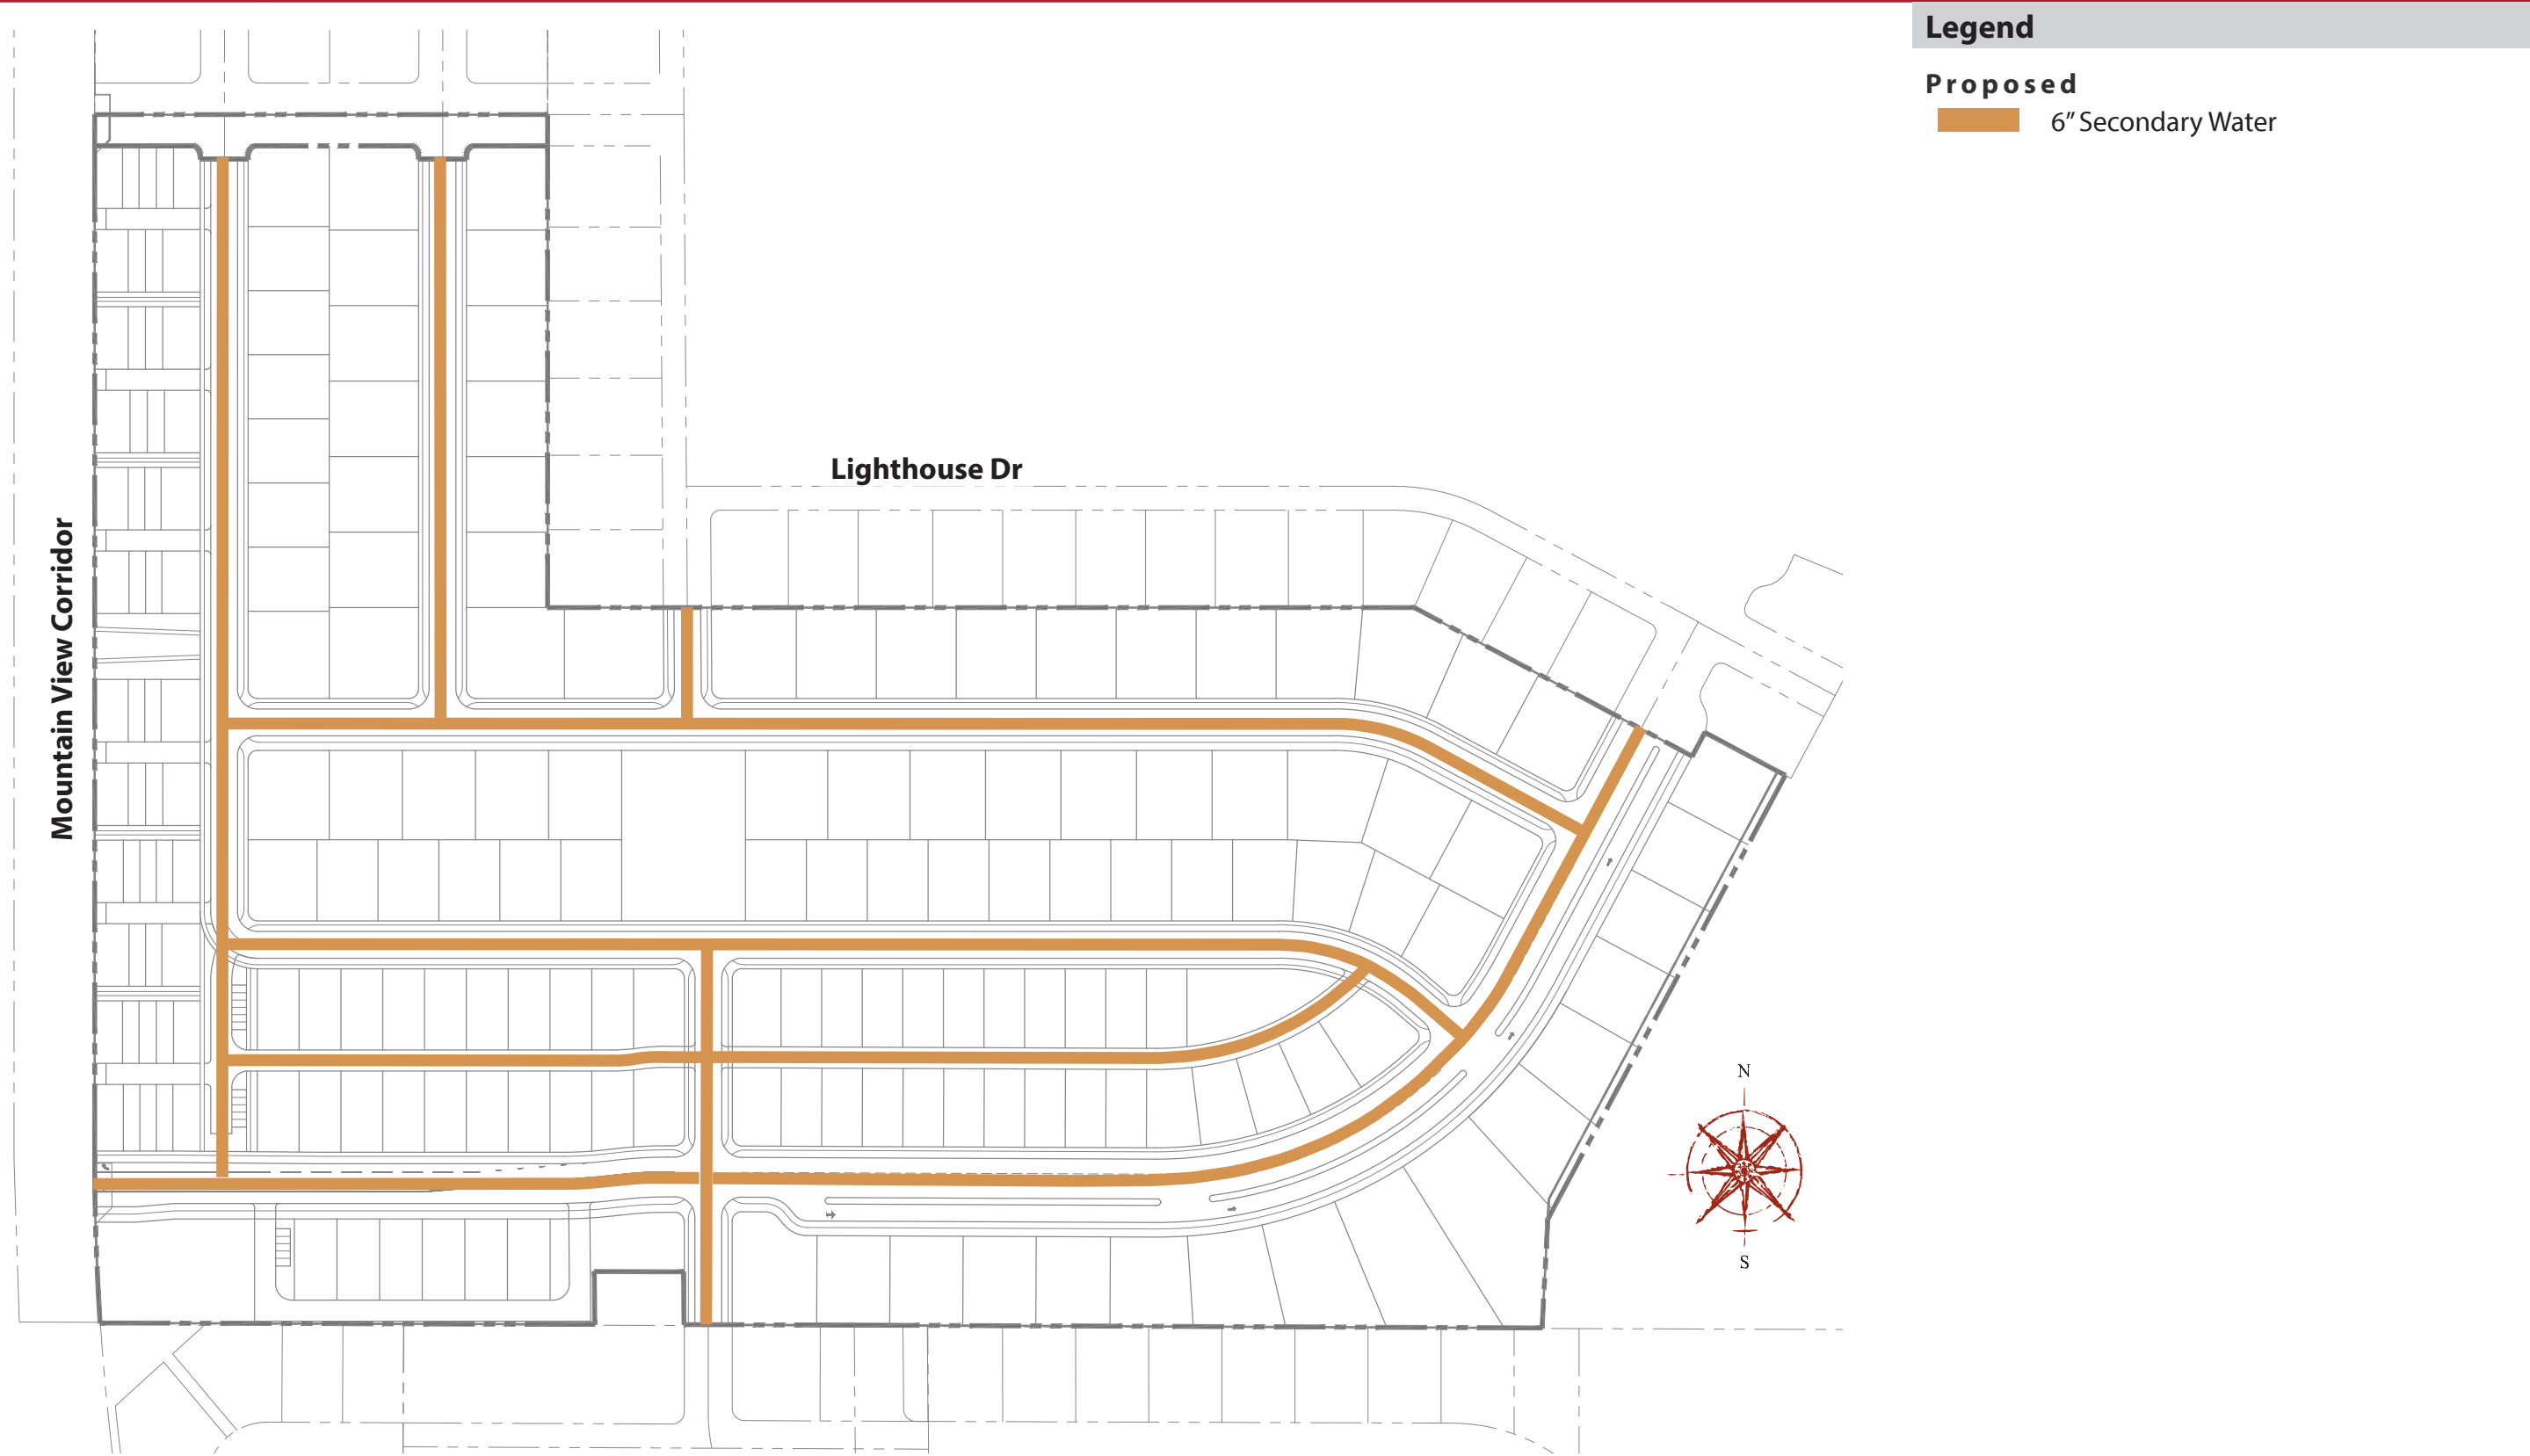 Legend
Proposed
6” Secondary Water
Lighthouse Dr
Mountain View Corridor
N
S